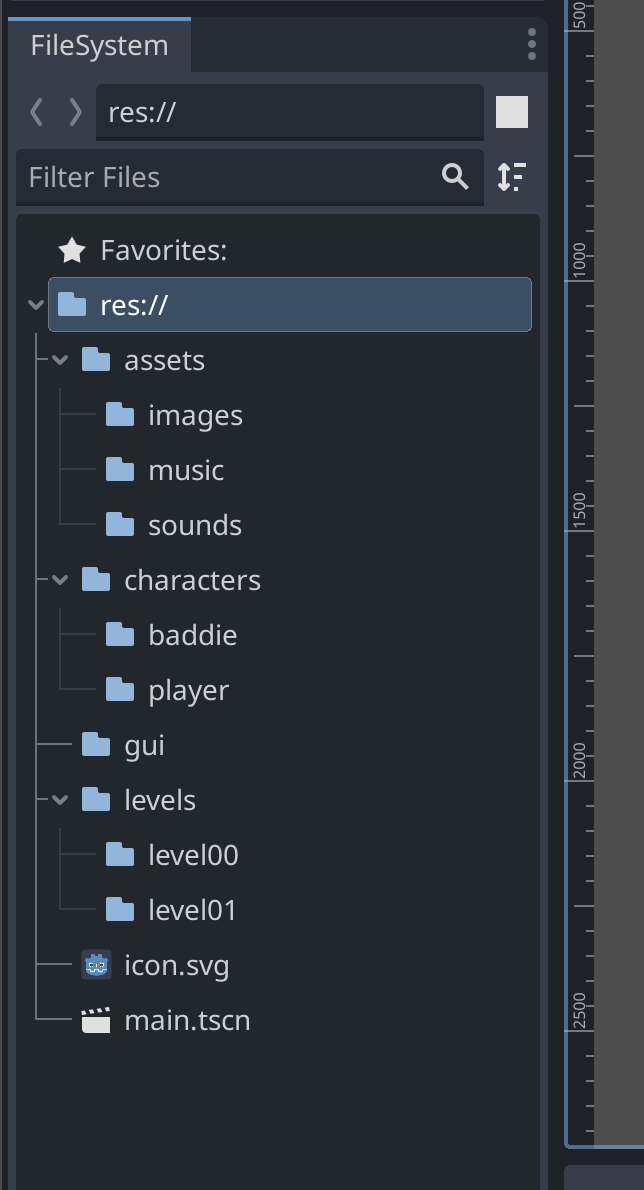 FileSystem
res://
Filter Files
Favorites:
res://
assets
images
music
sounds
characters
baddie
player
gui
levels
level00
level01
icon.svg
main.tscn
500
1000
1500
2000
2500